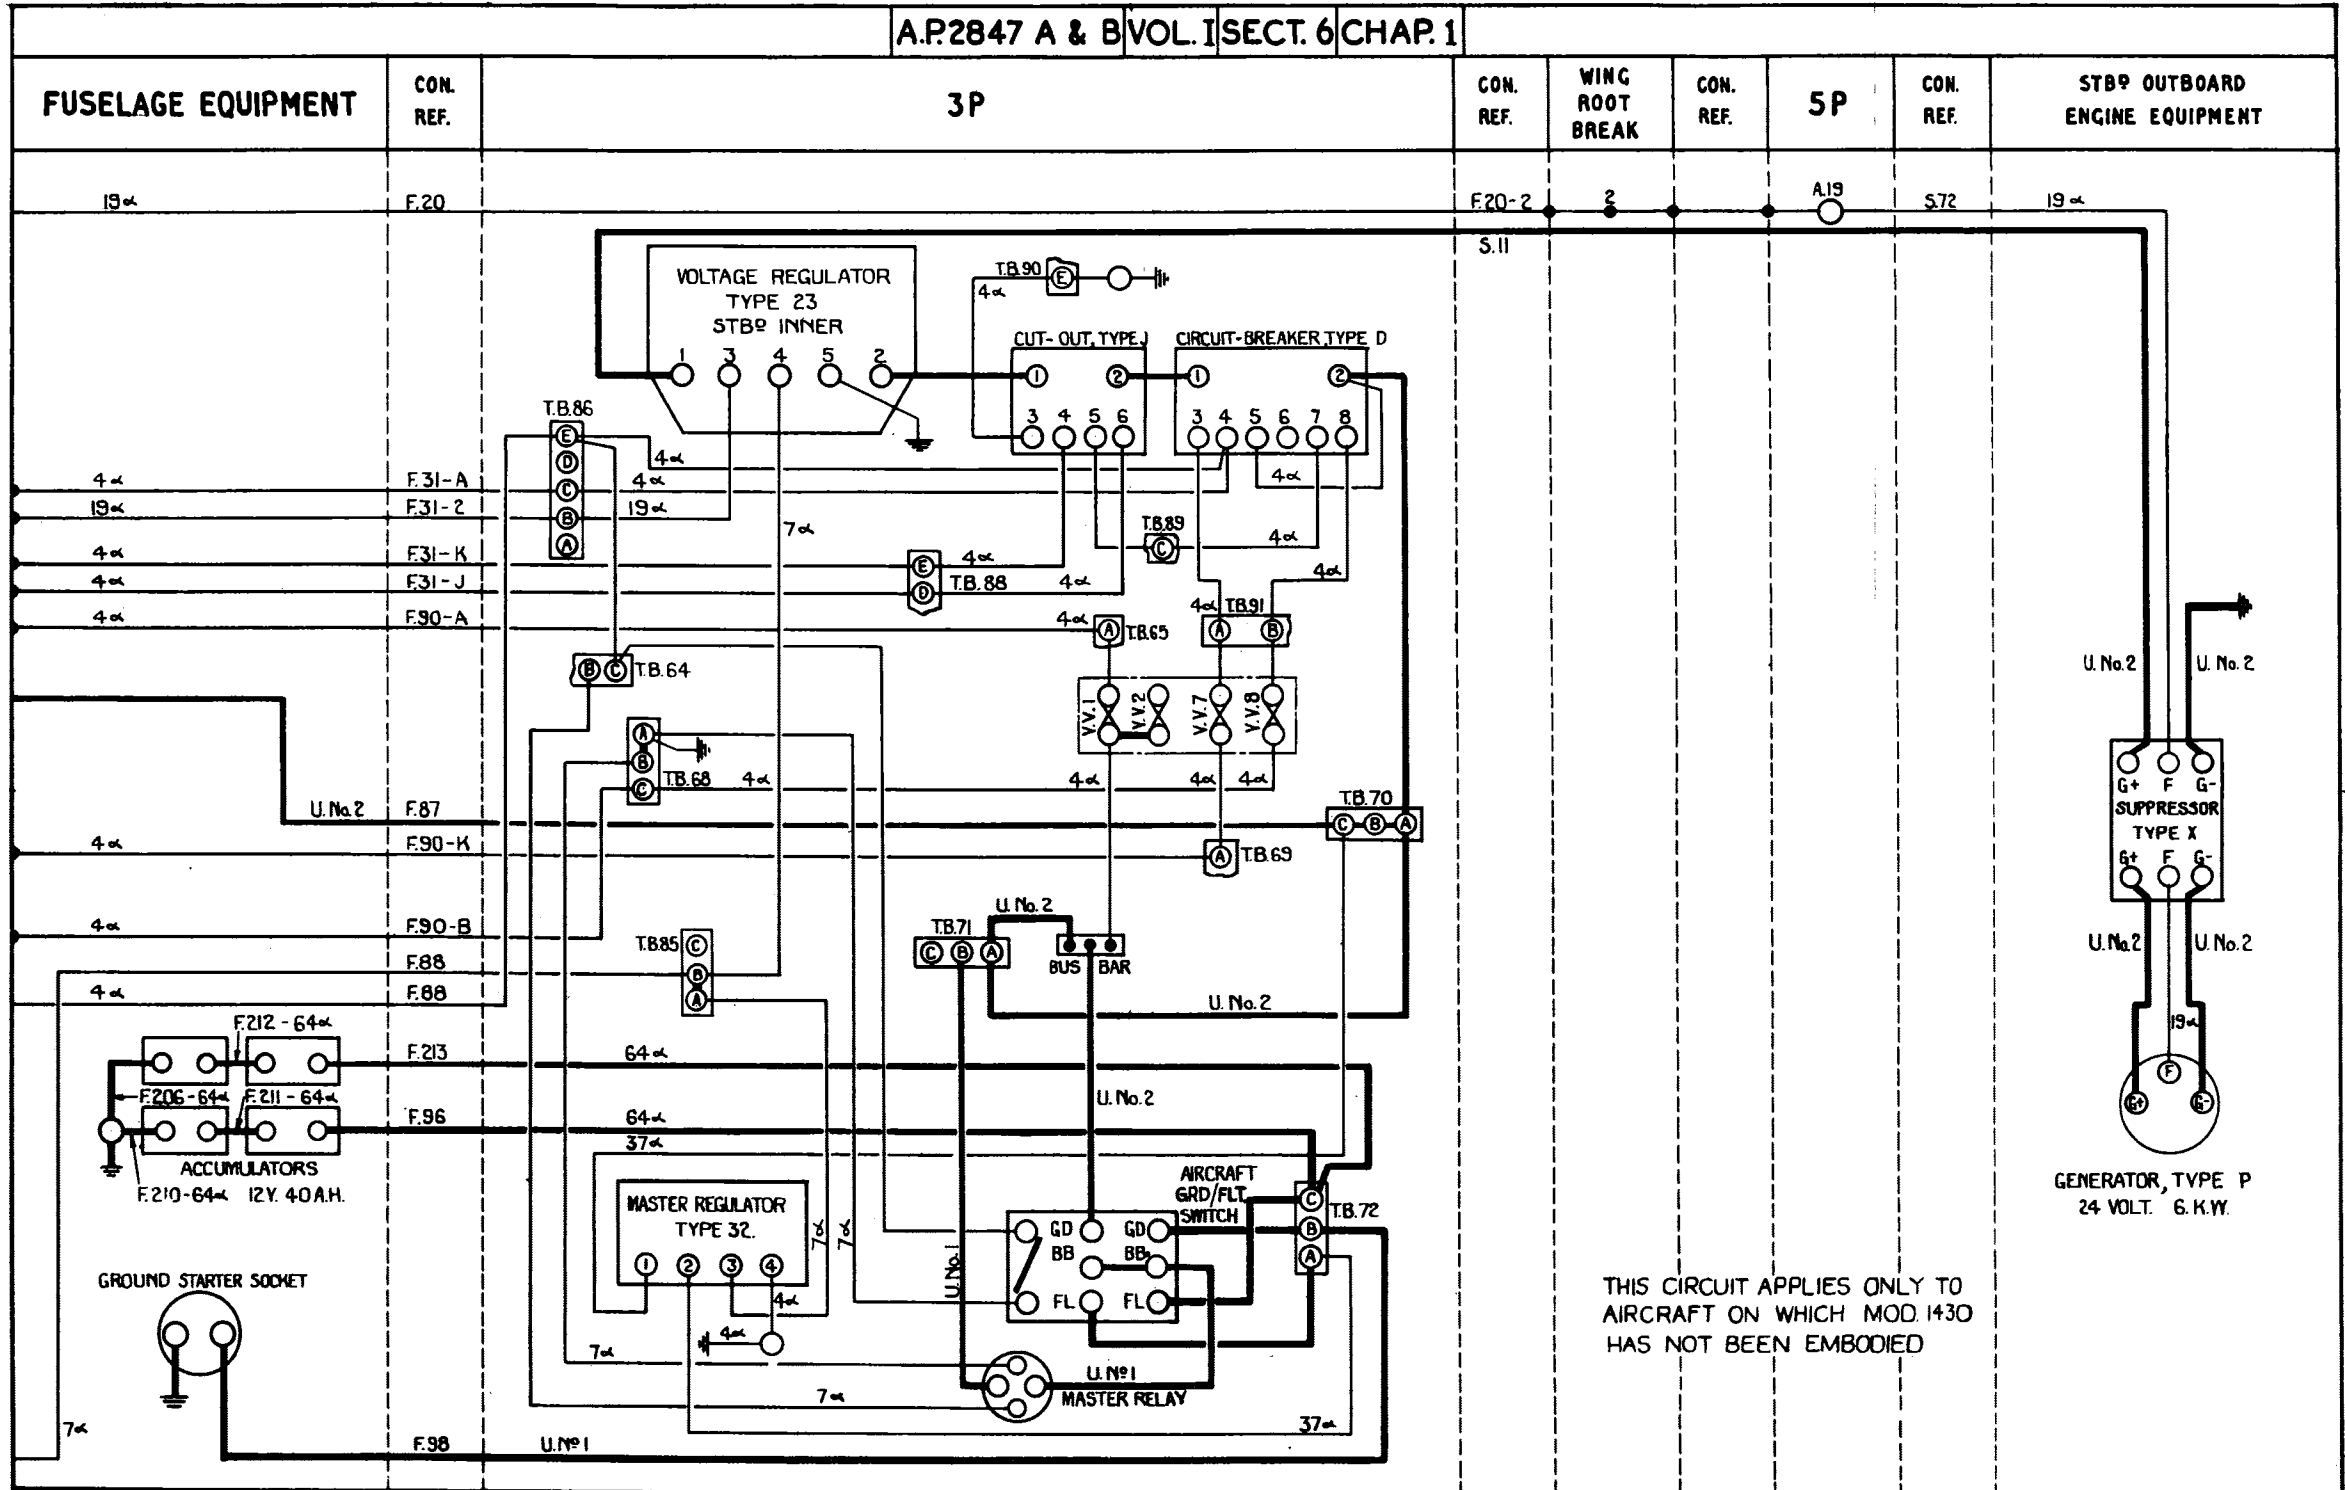 A.P.2847 A & B VOL. I SECT. 6 CHAP. 1
FUSELAGE EQUIPMENT
CON. REF.
3P
CON. REF.
WING ROOT BREAK
CON. REF.
5P
CON. REF.
STBD OUTBOARD ENGINE EQUIPMENT
19α
F.20
F.20-2
2
A.19
S.72
19α
S.11
VOLTAGE REGULATOR
TYPE 23
STBD INNER
1 3 4 5 2
T.B.90
E
4α
CUT-OUT, TYPE J
1 2
3 4 5 6
CIRCUIT-BREAKER, TYPE D
1 2
3 4 5 6 7 8
T.B.86
E
D
C
B
A
4α
4α
4α
F.31-A
4α
19α
F.31-2
19α
7α
T.B.89
C
4α
4α
F.31-K
E
4α
4α
F.31-J
D
T.B.88
4α
4α
4α
F.90-A
4α
A
T.B.65
4α
T.B.91
A B
B C
T.B.64
U. No.2
U. No.2
V.V.1
V.V.2
V.V.7
V.V.8
A
B
C
T.B.68
4α
4α
4α
4α
G+ F G-
SUPPRESSOR
TYPE X
G+ F G-
U. No.2
F.87
T.B.70
C B A
4α
F.90-K
A
T.B.69
4α
F.90-B
T.B.85
C
B
A
T.B.71
C B A
U. No.2
BUS BAR
U. No.2
U. No.2
F.88
4α
F.88
U. No.2
F.212-64α
F.213
64α
19α
F
G+ G-
F.206-64α
F.211-64α
F.96
64α
37α
U. No.2
ACCUMULATORS
F.210-64α 12V. 40A.H.
GENERATOR, TYPE P
24 VOLT. 6.K.W.
MASTER REGULATOR
TYPE 32.
1 2 3 4
7α
7α
4α
4α
AIRCRAFT
GRD/FLT
SWITCH
GD GD
BB BB
FL FL
C
B
A
T.B.72
U. No.1
GROUND STARTER SOCKET
THIS CIRCUIT APPLIES ONLY TO
AIRCRAFT ON WHICH MOD. 1430
HAS NOT BEEN EMBODIED
7α
U. No 1
MASTER RELAY
7α
37α
7α
F.98
U. No 1